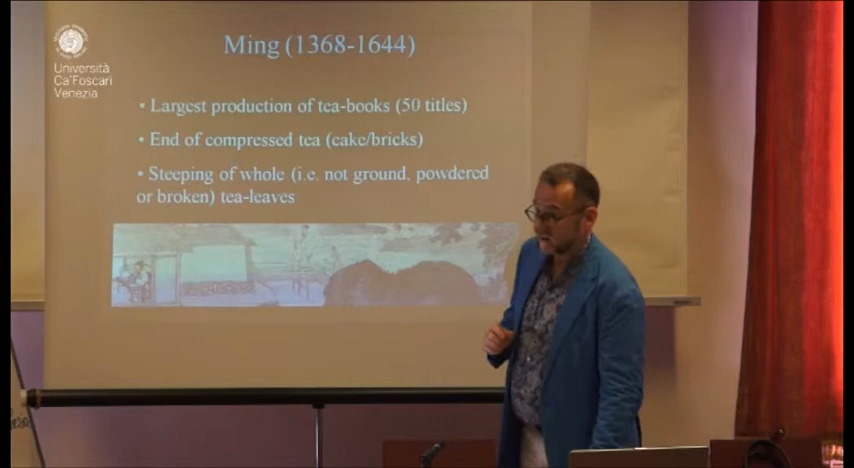 Università
Ca'Foscari
Venezia
Ming (1368-1644)
• Largest production of tea-books (50 titles)
• End of compressed tea (cake/bricks)
• Steeping of whole (i.e. not ground, powdered
or broken) tea-leaves